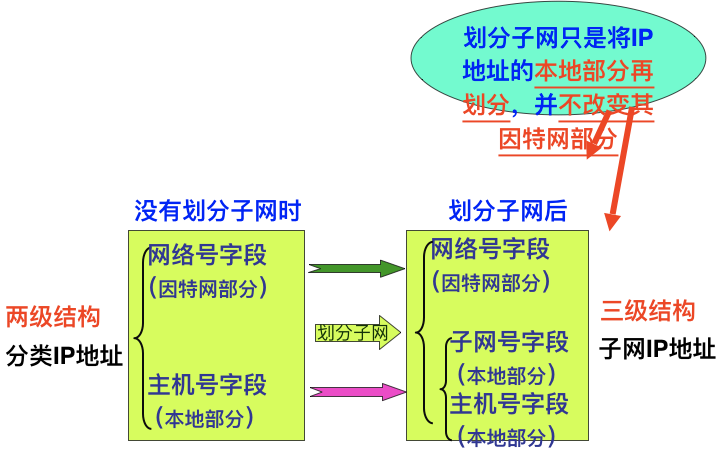 划分子网只是将IP
地址的本地部分再
划分，并不改变其
因特网部分
没有划分子网时
划分子网后
网络号字段
（因特网部分）
主机号字段
（本地部分）
两级结构
分类IP地址
划分子网
网络号字段
（因特网部分）
子网号字段
（本地部分）
主机号字段
（本地部分）
三级结构
子网IP地址